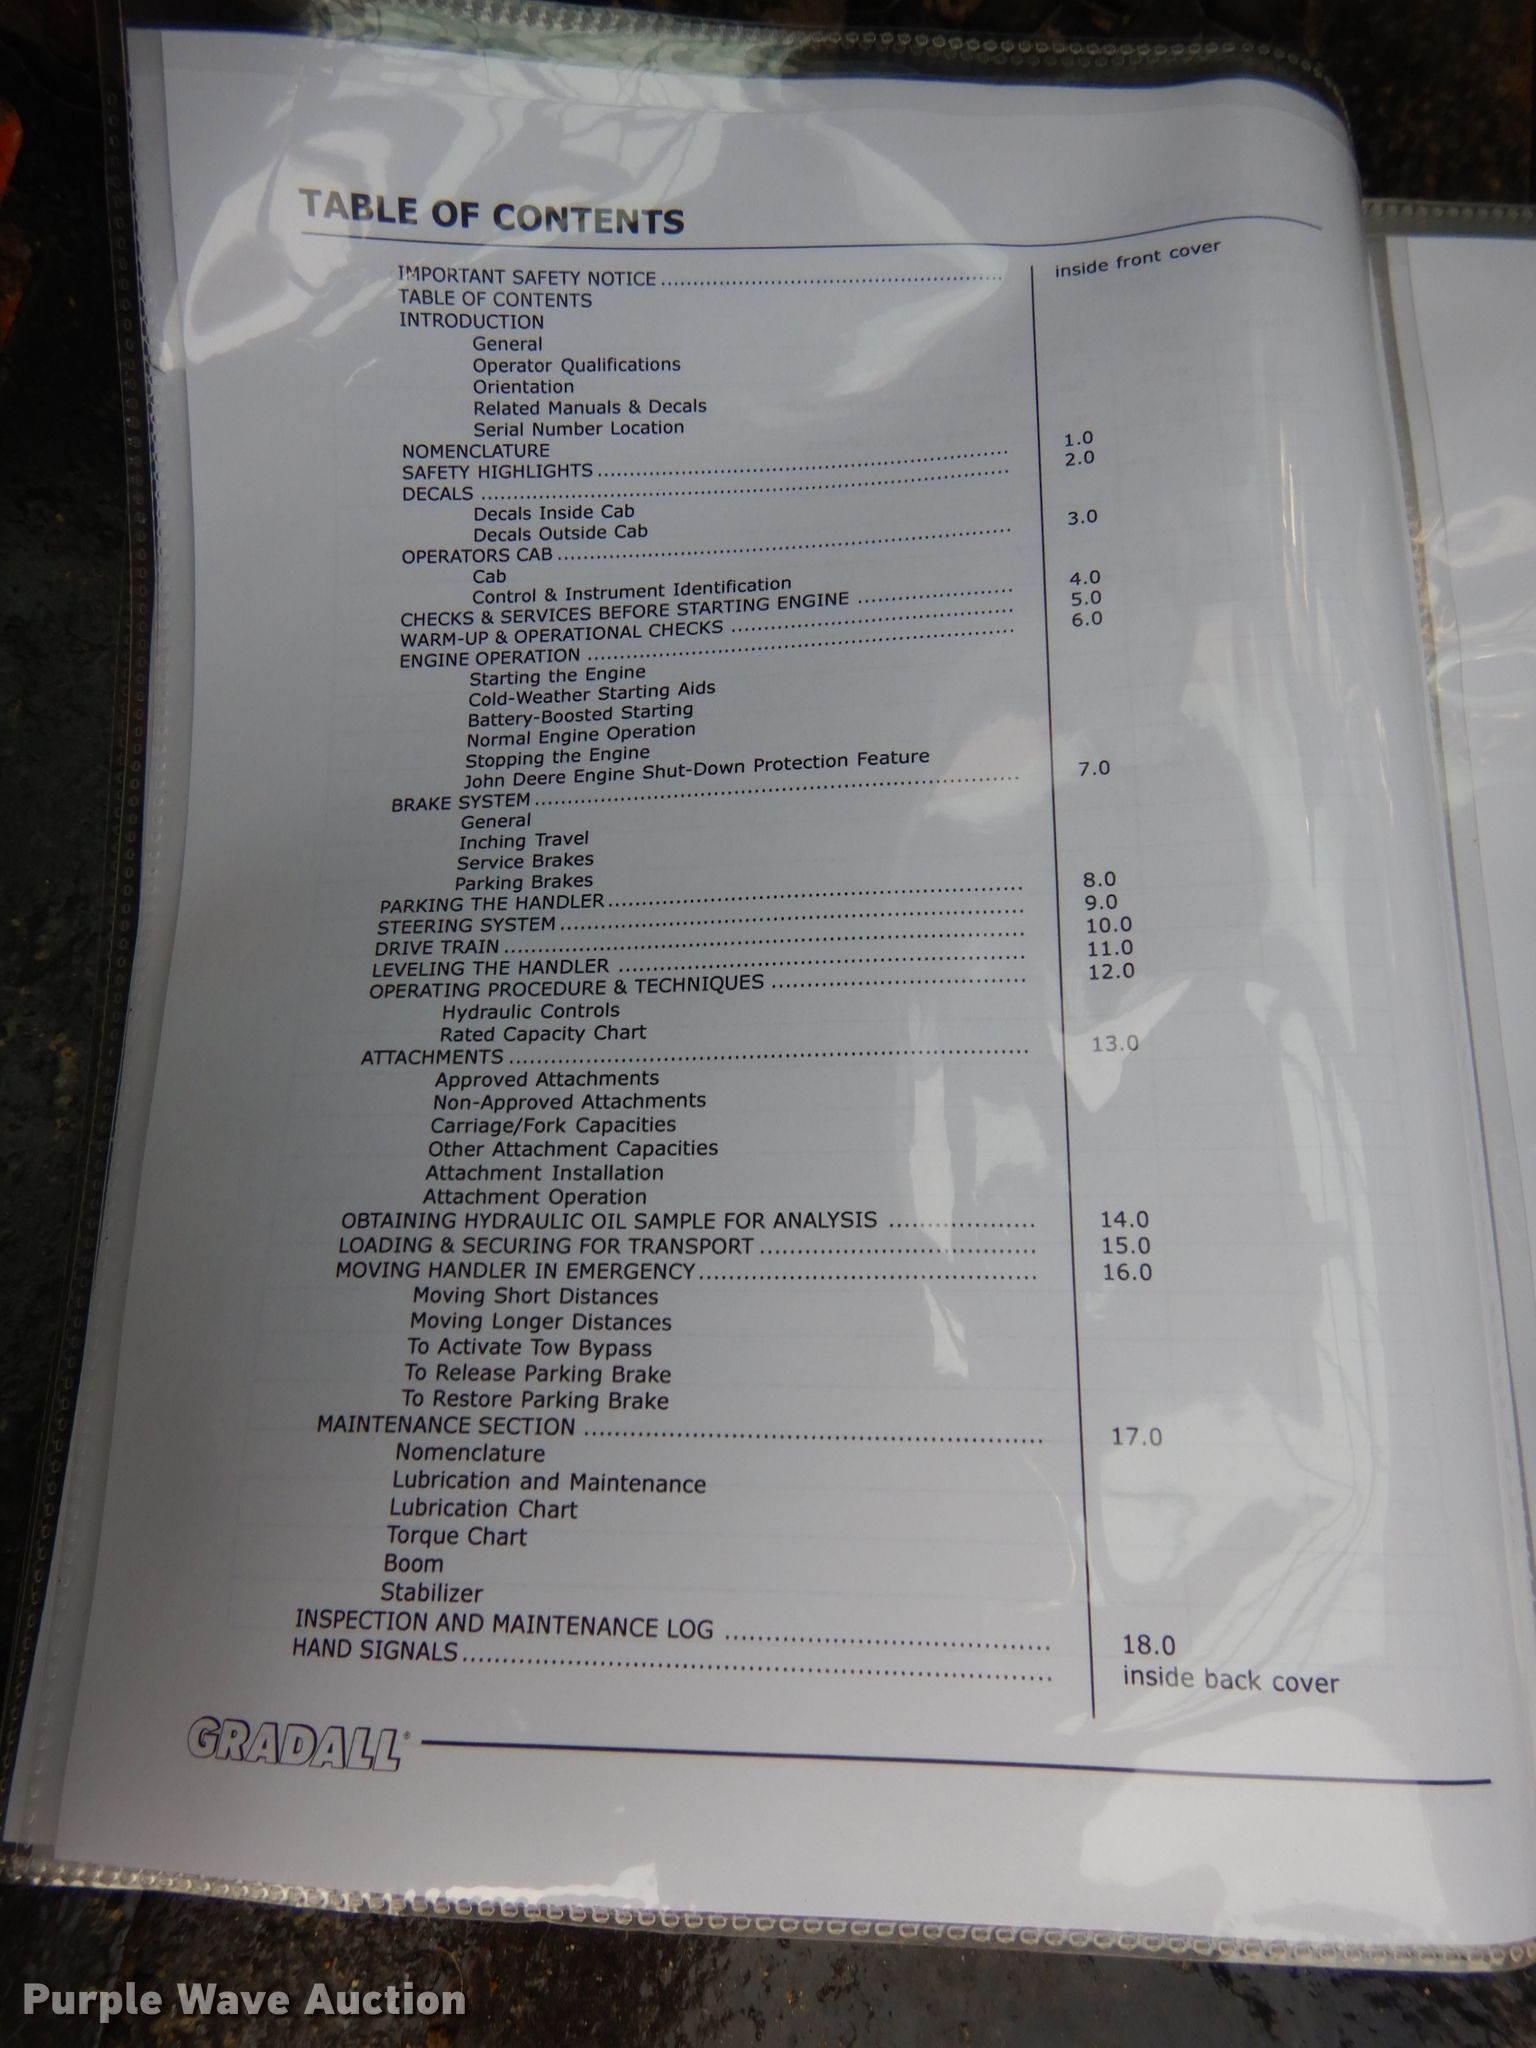 TABLE OF CONTENTS
IMPORTANT SAFETY NOTICE ........ inside front cover
TABLE OF CONTENTS
INTRODUCTION
General
Operator Qualifications
Orientation
Related Manuals & Decals
Serial Number Location
NOMENCLATURE
SAFETY HIGHLIGHTS ........ 1.0
DECALS ........ 2.0
Decals Inside Cab
Decals Outside Cab
OPERATORS CAB ........ 3.0
Cab
Control & Instrument Identification
CHECKS & SERVICES BEFORE STARTING ENGINE ........ 4.0
WARM-UP & OPERATIONAL CHECKS ........ 5.0
ENGINE OPERATION ........ 6.0
Starting the Engine
Cold-Weather Starting Aids
Battery-Boosted Starting
Normal Engine Operation
Stopping the Engine
John Deere Engine Shut-Down Protection Feature
BRAKE SYSTEM ........ 7.0
General
Inching Travel
Service Brakes
Parking Brakes
PARKING THE HANDLER ........ 8.0
STEERING SYSTEM ........ 9.0
DRIVE TRAIN ........ 10.0
LEVELING THE HANDLER ........ 11.0
OPERATING PROCEDURE & TECHNIQUES ........ 12.0
Hydraulic Controls
Rated Capacity Chart
ATTACHMENTS ........ 13.0
Approved Attachments
Non-Approved Attachments
Carriage/Fork Capacities
Other Attachment Capacities
Attachment Installation
Attachment Operation
OBTAINING HYDRAULIC OIL SAMPLE FOR ANALYSIS ........ 14.0
LOADING & SECURING FOR TRANSPORT ........ 15.0
MOVING HANDLER IN EMERGENCY ........ 16.0
Moving Short Distances
Moving Longer Distances
To Activate Tow Bypass
To Release Parking Brake
To Restore Parking Brake
MAINTENANCE SECTION ........ 17.0
Nomenclature
Lubrication and Maintenance
Lubrication Chart
Torque Chart
Boom
Stabilizer
INSPECTION AND MAINTENANCE LOG ........ 18.0
HAND SIGNALS ........ inside back cover
GRADALL®
Purple Wave Auction